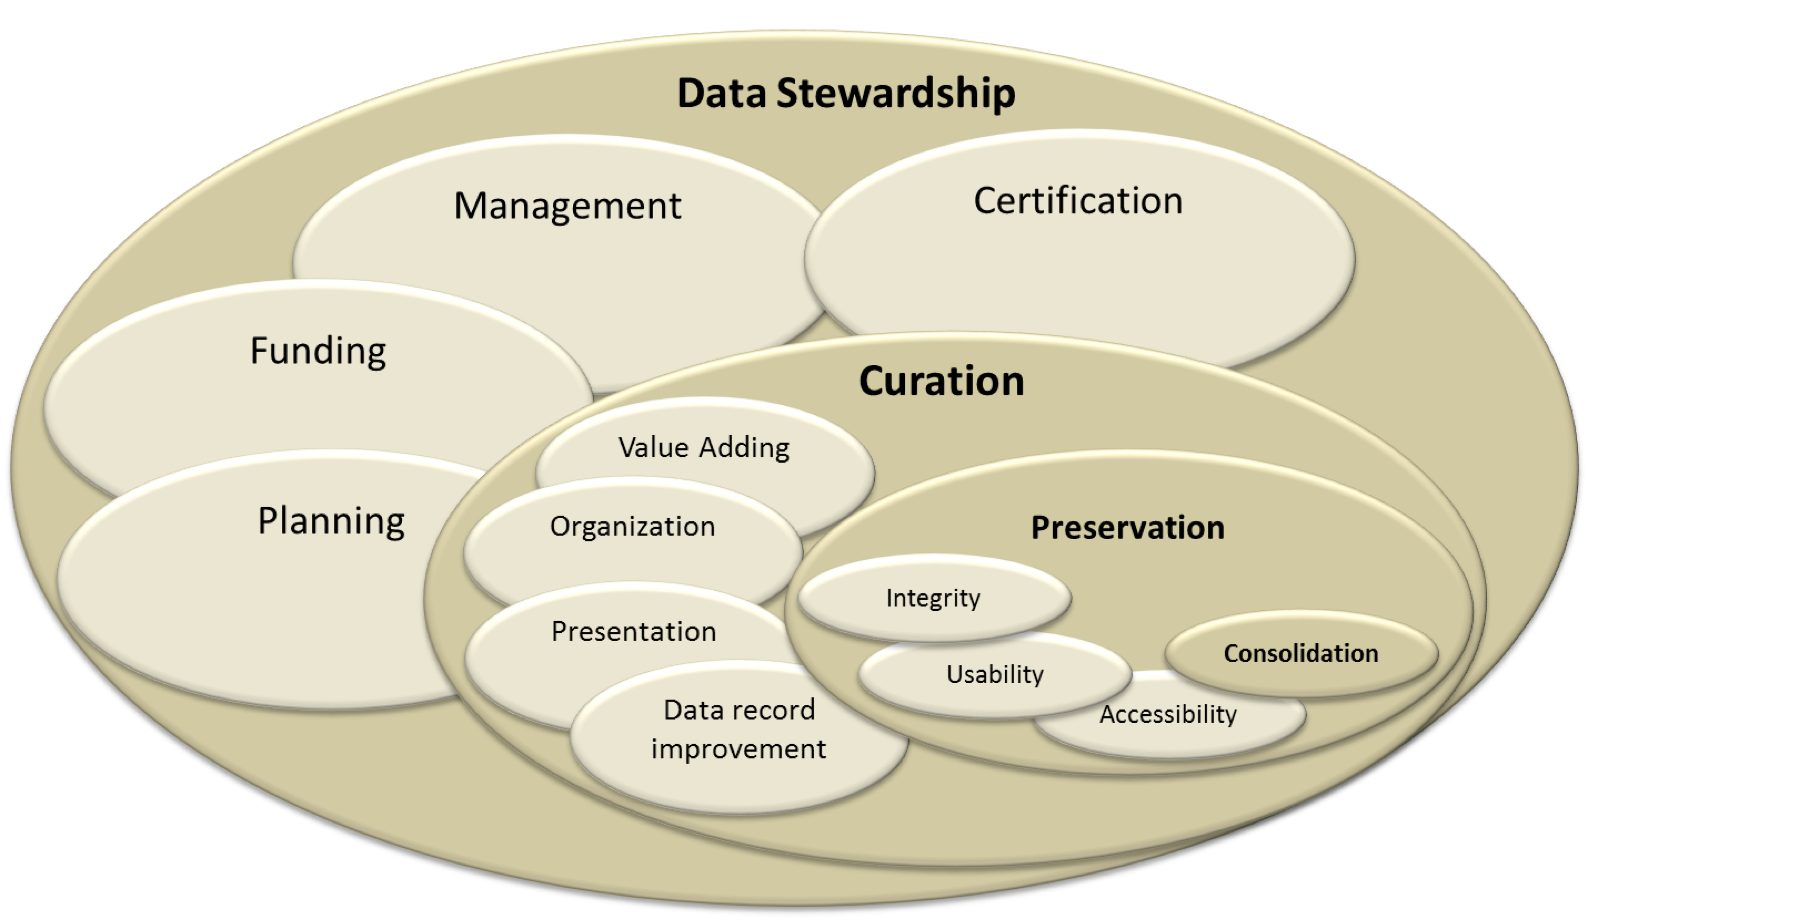 Data Stewardship
Management
Certification
Funding
Curation
Value Adding
Planning
Organization
Preservation
Integrity
Presentation
Consolidation
Usability
Data record
improvement
Accessibility